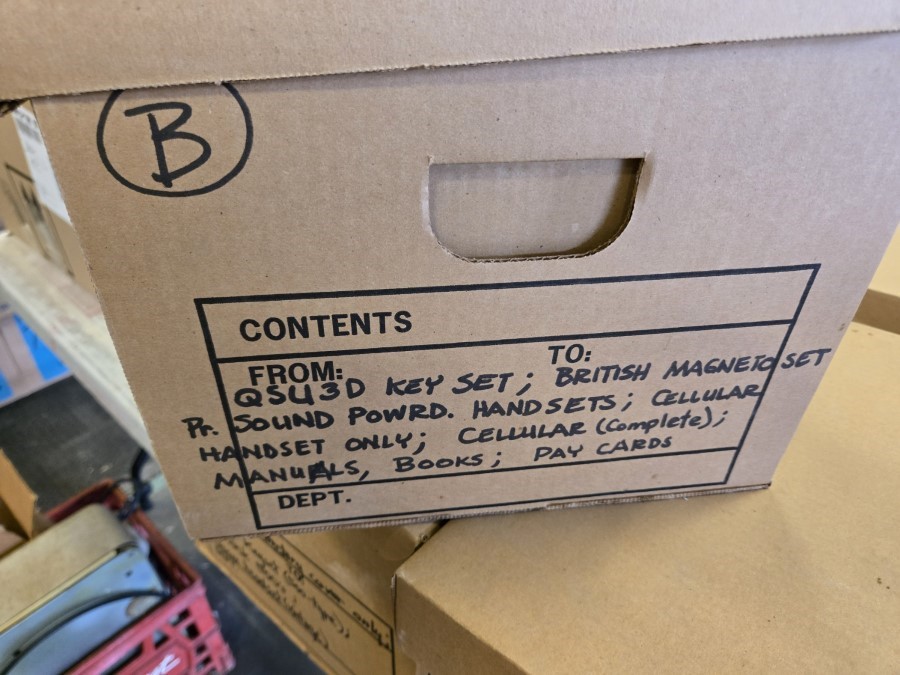 B
CONTENTS
FROM: TO:
QSU3D KEY SET; BRITISH MAGNETO SET
Pr. SOUND POWRD. HANDSETS; CELLULAR
HANDSET ONLY; CELLULAR (Complete);
MANUALS, BOOKS; PAY CARDS
DEPT.